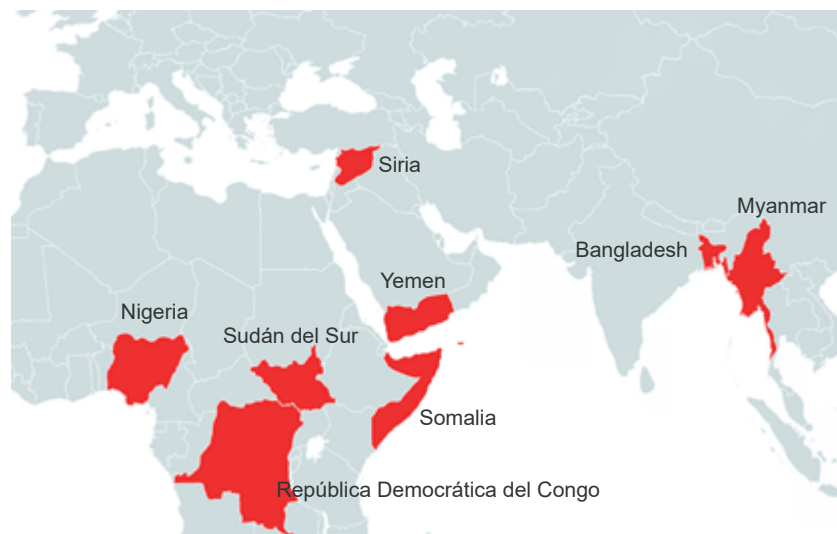 Siria
Myanmar
Bangladesh
Yemen
Nigeria
Sudán del Sur
Somalia
República Democrática del Congo